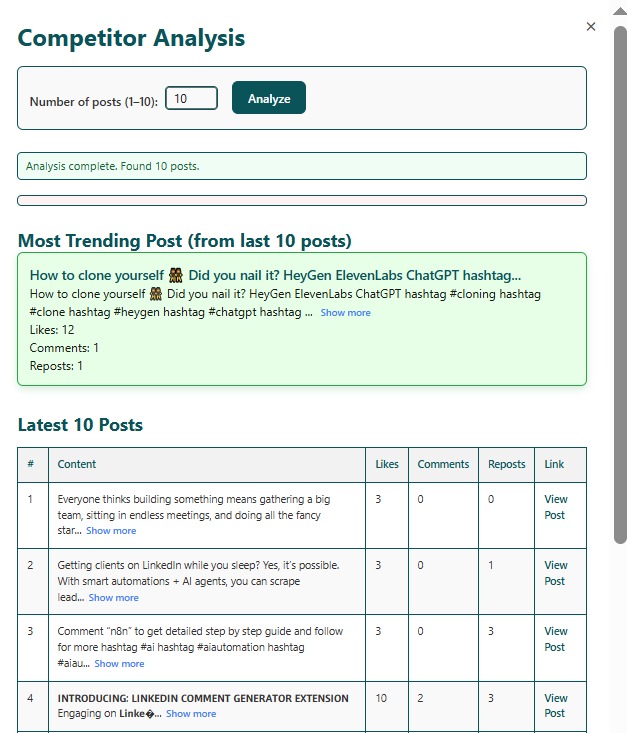 Competitor Analysis
×
Number of posts (1–10): 10 Analyze
Analysis complete. Found 10 posts.
Most Trending Post (from last 10 posts)
How to clone yourself 👯 Did you nail it? HeyGen ElevenLabs ChatGPT hashtag...
How to clone yourself 👯 Did you nail it? HeyGen ElevenLabs ChatGPT hashtag #cloning hashtag
#clone hashtag #heygen hashtag #chatgpt hashtag ... Show more
Likes: 12
Comments: 1
Reposts: 1
Latest 10 Posts
# Content Likes Comments Reposts Link
1 Everyone thinks building something means gathering a big 3 0 0 View
team, sitting in endless meetings, and doing all the fancy Post
star... Show more
2 Getting clients on LinkedIn while you sleep? Yes, it's possible. 3 0 1 View
With smart automations + AI agents, you can scrape Post
lead... Show more
3 Comment “n8n” to get detailed step by step guide and follow 3 0 3 View
for more hashtag #ai hashtag #aiautomation hashtag Post
#aiau... Show more
4 INTRODUCING: LINKEDIN COMMENT GENERATOR EXTENSION 10 2 3 View
Engaging on Linke�... Show more Post